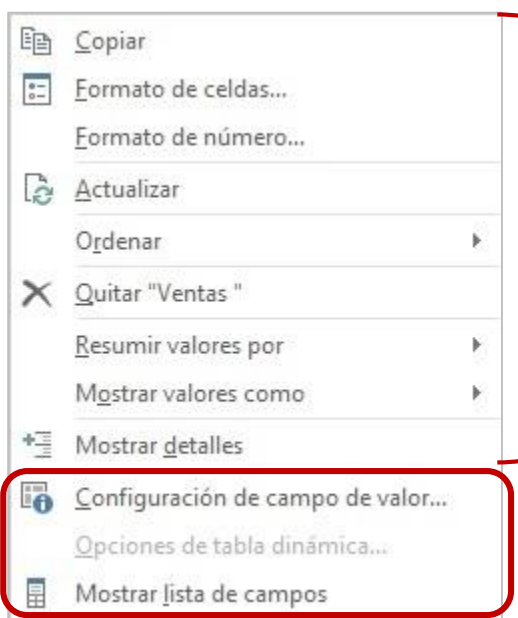 Copiar
Formato de celdas...
Formato de número...
Actualizar
Ordenar
Quitar "Ventas "
Resumir valores por
Mostrar valores como
Mostrar detalles
Configuración de campo de valor...
Opciones de tabla dinámica...
Mostrar lista de campos